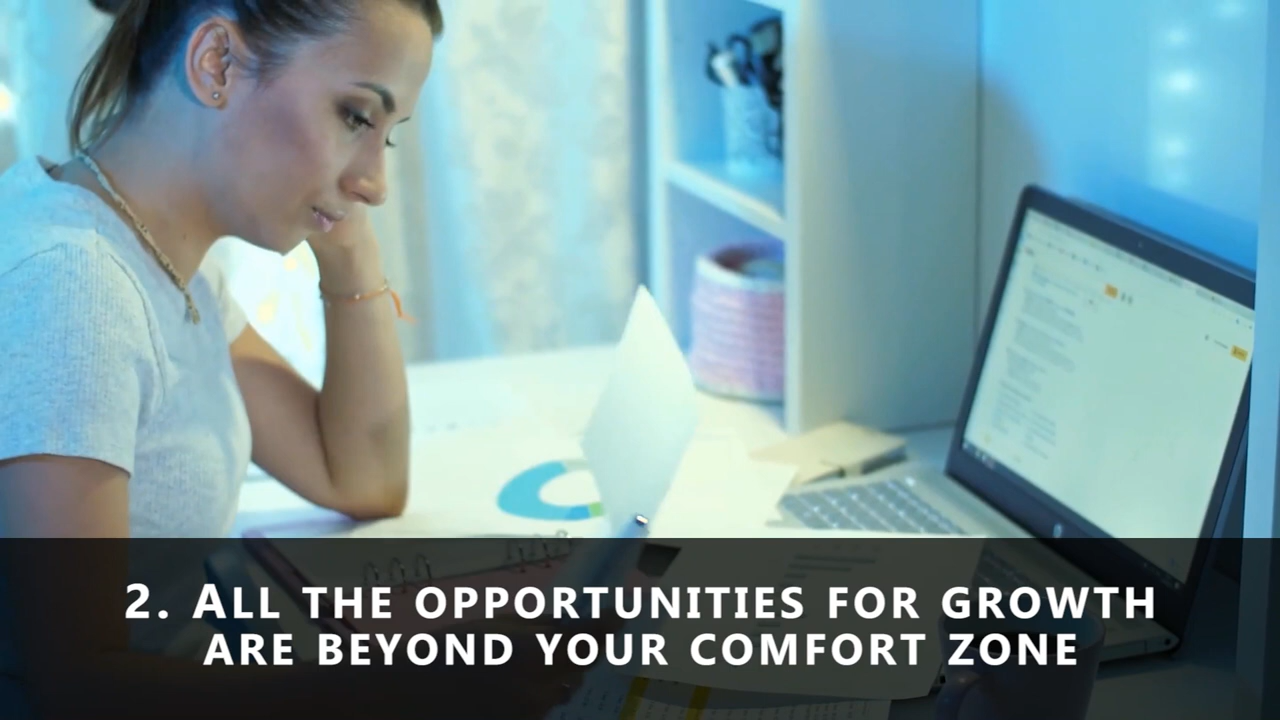 2. ALL THE OPPORTUNITIES FOR GROWTH
ARE BEYOND YOUR COMFORT ZONE